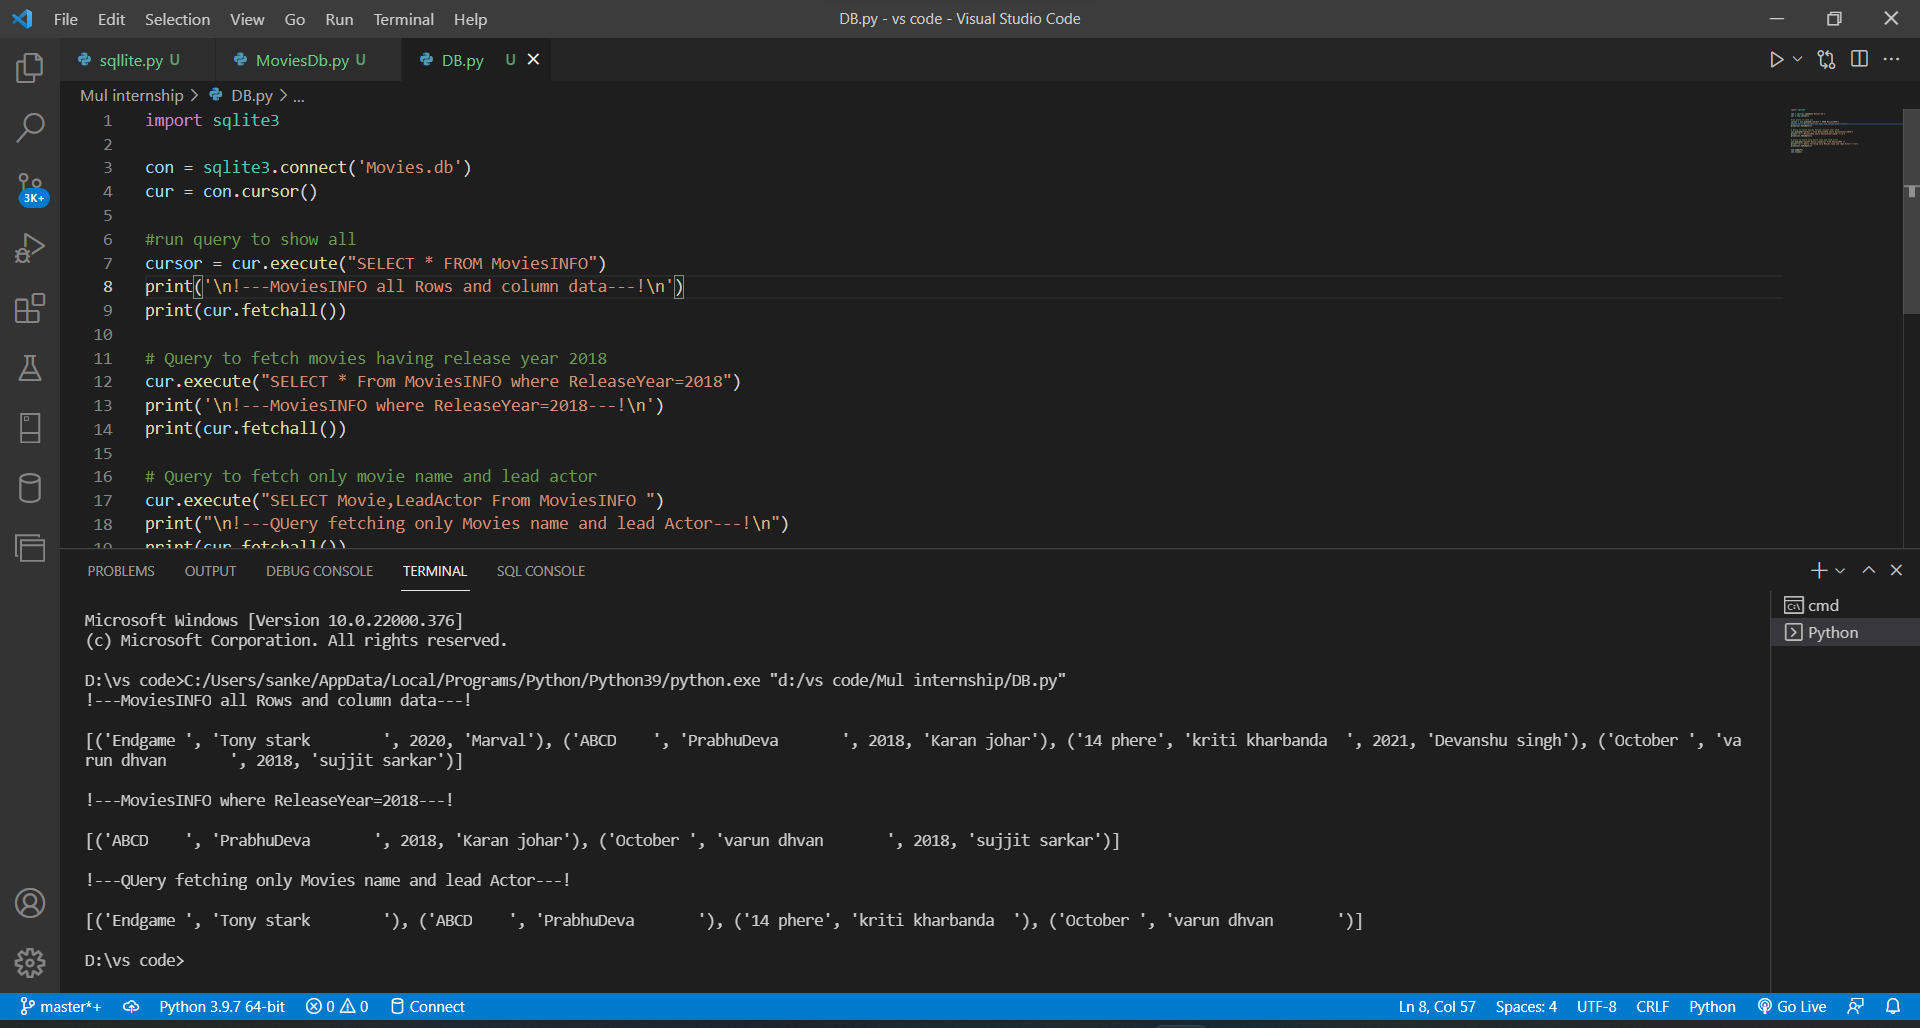 File Edit Selection View Go Run Terminal Help DB.py - vs code - Visual Studio Code
sqllite.py U MoviesDb.py U DB.py U
Mul internship > DB.py > ...
1 import sqlite3
2
3 con = sqlite3.connect('Movies.db')
4 cur = con.cursor()
5
6 #run query to show all
7 cursor = cur.execute("SELECT * FROM MoviesINFO")
8 print('\n!---MoviesINFO all Rows and column data---!\n')
9 print(cur.fetchall())
10
11 # Query to fetch movies having release year 2018
12 cur.execute("SELECT * From MoviesINFO where ReleaseYear=2018")
13 print('\n!---MoviesINFO where ReleaseYear=2018---!\n')
14 print(cur.fetchall())
15
16 # Query to fetch only movie name and lead actor
17 cur.execute("SELECT Movie,LeadActor From MoviesINFO ")
18 print("\n!---QUery fetching only Movies name and lead Actor---!\n")
19 print(cur.fetchall())
3K+
PROBLEMS OUTPUT DEBUG CONSOLE TERMINAL SQL CONSOLE
cmd
Python
Microsoft Windows [Version 10.0.22000.376]
(c) Microsoft Corporation. All rights reserved.
D:\vs code>C:/Users/sanke/AppData/Local/Programs/Python/Python39/python.exe "d:/vs code/Mul internship/DB.py"
!---MoviesINFO all Rows and column data---!
[('Endgame ', 'Tony stark        ', 2020, 'Marval'), ('ABCD    ', 'PrabhuDeva       ', 2018, 'Karan johar'), ('14 phere', 'kriti kharbanda  ', 2021, 'Devanshu singh'), ('October ', 'va
run dhvan       ', 2018, 'sujjit sarkar')]
!---MoviesINFO where ReleaseYear=2018---!
[('ABCD    ', 'PrabhuDeva       ', 2018, 'Karan johar'), ('October ', 'varun dhvan       ', 2018, 'sujjit sarkar')]
!---QUery fetching only Movies name and lead Actor---!
[('Endgame ', 'Tony stark        '), ('ABCD    ', 'PrabhuDeva       '), ('14 phere', 'kriti kharbanda  '), ('October ', 'varun dhvan       ')]
D:\vs code>
master*+ Python 3.9.7 64-bit 0 0 Connect Ln 8, Col 57 Spaces: 4 UTF-8 CRLF Python Go Live